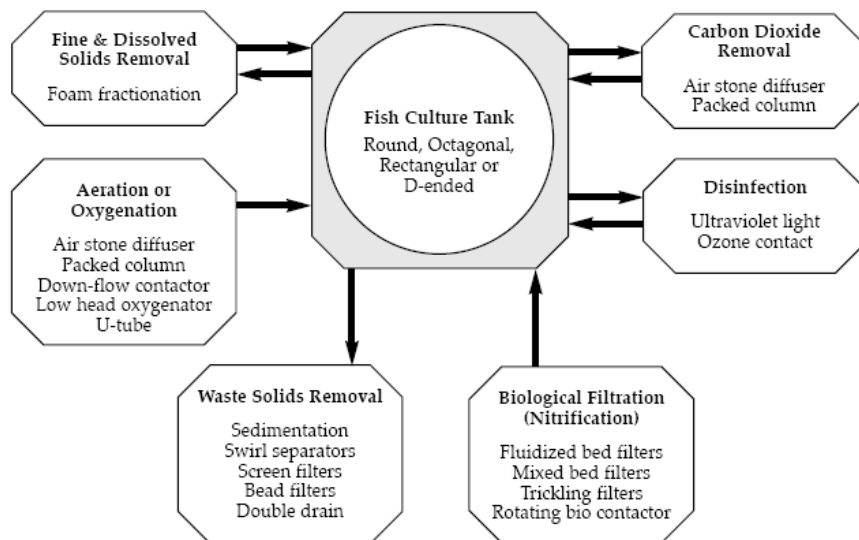 Fine & Dissolved
Solids Removal
Foam fractionation
Carbon Dioxide
Removal
Air stone diffuser
Packed column
Fish Culture Tank
Round, Octagonal,
Rectangular or
D-ended
Aeration or
Oxygenation
Air stone diffuser
Packed column
Down-flow contactor
Low head oxygenator
U-tube
Disinfection
Ultraviolet light
Ozone contact
Waste Solids Removal
Sedimentation
Swirl separators
Screen filters
Bead filters
Double drain
Biological Filtration
(Nitrification)
Fluidized bed filters
Mixed bed filters
Trickling filters
Rotating bio contactor